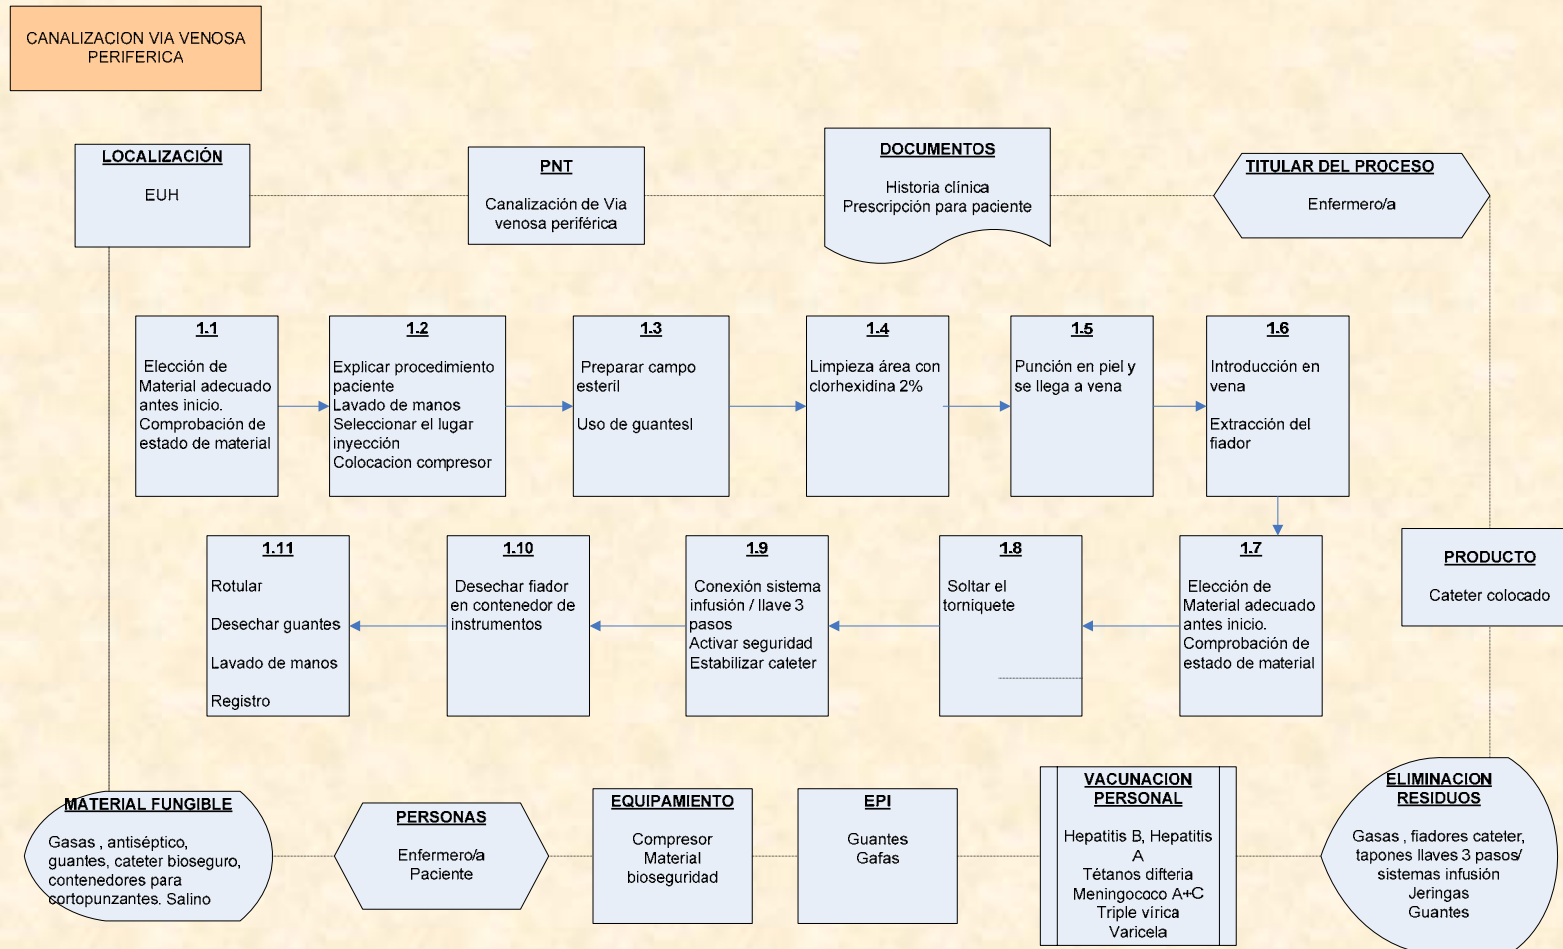 CANALIZACION VIA VENOSA
PERIFERICA
LOCALIZACIÓN
EUH
PNT
Canalización de Via
venosa periférica
DOCUMENTOS
Historia clínica
Prescripción para paciente
TITULAR DEL PROCESO
Enfermero/a
1.1
Elección de
Material adecuado
antes inicio.
Comprobación de
estado de material
1.2
Explicar procedimiento
paciente
Lavado de manos
Seleccionar el lugar
inyección
Colocacion compresor
1.3
Preparar campo
esteril
Uso de guantesl
1.4
Limpieza área con
clorhexidina 2%
1.5
Punción en piel y
se llega a vena
1.6
Introducción en
vena
Extracción del
fiador
1.7
Elección de
Material adecuado
antes inicio.
Comprobación de
estado de material
1.8
Soltar el
torniquete
1.9
Conexión sistema
infusión / llave 3
pasos
Activar seguridad
Estabilizar cateter
1.10
Desechar fiador
en contenedor de
instrumentos
1.11
Rotular
Desechar guantes
Lavado de manos
Registro
PRODUCTO
Cateter colocado
MATERIAL FUNGIBLE
Gasas , antiséptico,
guantes, cateter bioseguro,
contenedores para
cortopunzantes. Salino
PERSONAS
Enfermero/a
Paciente
EQUIPAMIENTO
Compresor
Material
bioseguridad
EPI
Guantes
Gafas
VACUNACION
PERSONAL
Hepatitis B, Hepatitis
A
Tétanos difteria
Meningococo A+C
Triple vírica
Varicela
ELIMINACION
RESIDUOS
Gasas , fiadores cateter,
tapones llaves 3 pasos/
sistemas infusión
Jeringas
Guantes